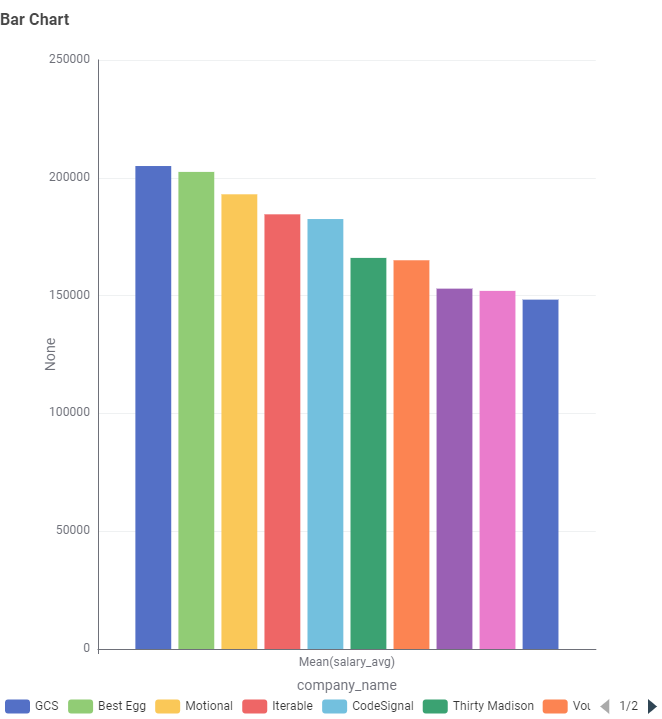 Bar Chart
250000
200000
150000
100000
50000
0
None
Mean(salary_avg)
company_name
GCS Best Egg Motional Iterable CodeSignal Thirty Madison 1/2